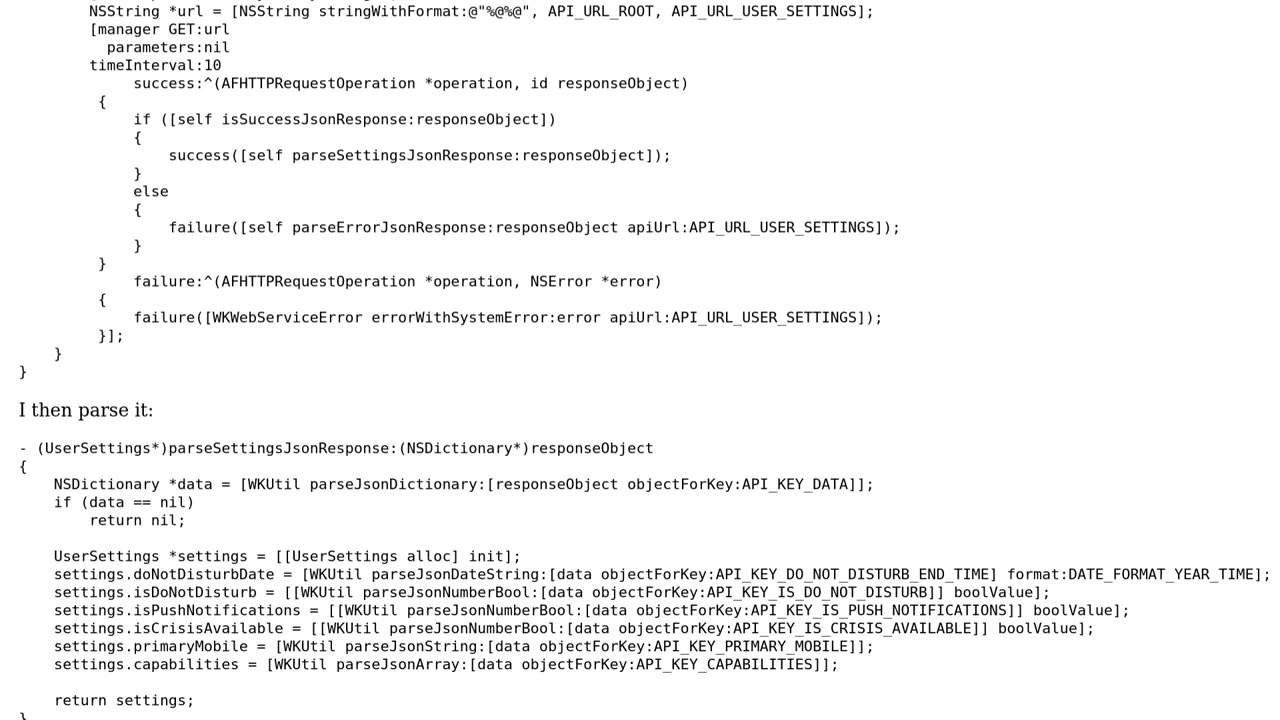 NSString *url = [NSString stringWithFormat:@"%@%@", API_URL_ROOT, API_URL_USER_SETTINGS];
[manager GET:url
parameters:nil
timeInterval:10
success:^(AFHTTPRequestOperation *operation, id responseObject)
{
if ([self isSuccessJsonResponse:responseObject])
{
success([self parseSettingsJsonResponse:responseObject]);
}
else
{
failure([self parseErrorJsonResponse:responseObject apiUrl:API_URL_USER_SETTINGS]);
}
}
failure:^(AFHTTPRequestOperation *operation, NSError *error)
{
failure([WKWebServiceError errorWithSystemError:error apiUrl:API_URL_USER_SETTINGS]);
}];
}
}
I then parse it:
- (UserSettings*)parseSettingsJsonResponse:(NSDictionary*)responseObject
{
NSDictionary *data = [WKUtil parseJsonDictionary:[responseObject objectForKey:API_KEY_DATA]];
if (data == nil)
return nil;
UserSettings *settings = [[UserSettings alloc] init];
settings.doNotDisturbDate = [WKUtil parseJsonDateString:[data objectForKey:API_KEY_DO_NOT_DISTURB_END_TIME] format:DATE_FORMAT_YEAR_TIME];
settings.isDoNotDisturb = [[WKUtil parseJsonNumberBool:[data objectForKey:API_KEY_IS_DO_NOT_DISTURB]] boolValue];
settings.isPushNotifications = [[WKUtil parseJsonNumberBool:[data objectForKey:API_KEY_IS_PUSH_NOTIFICATIONS]] boolValue];
settings.isCrisisAvailable = [[WKUtil parseJsonNumberBool:[data objectForKey:API_KEY_IS_CRISIS_AVAILABLE]] boolValue];
settings.primaryMobile = [WKUtil parseJsonString:[data objectForKey:API_KEY_PRIMARY_MOBILE]];
settings.capabilities = [WKUtil parseJsonArray:[data objectForKey:API_KEY_CAPABILITIES]];
return settings;
}